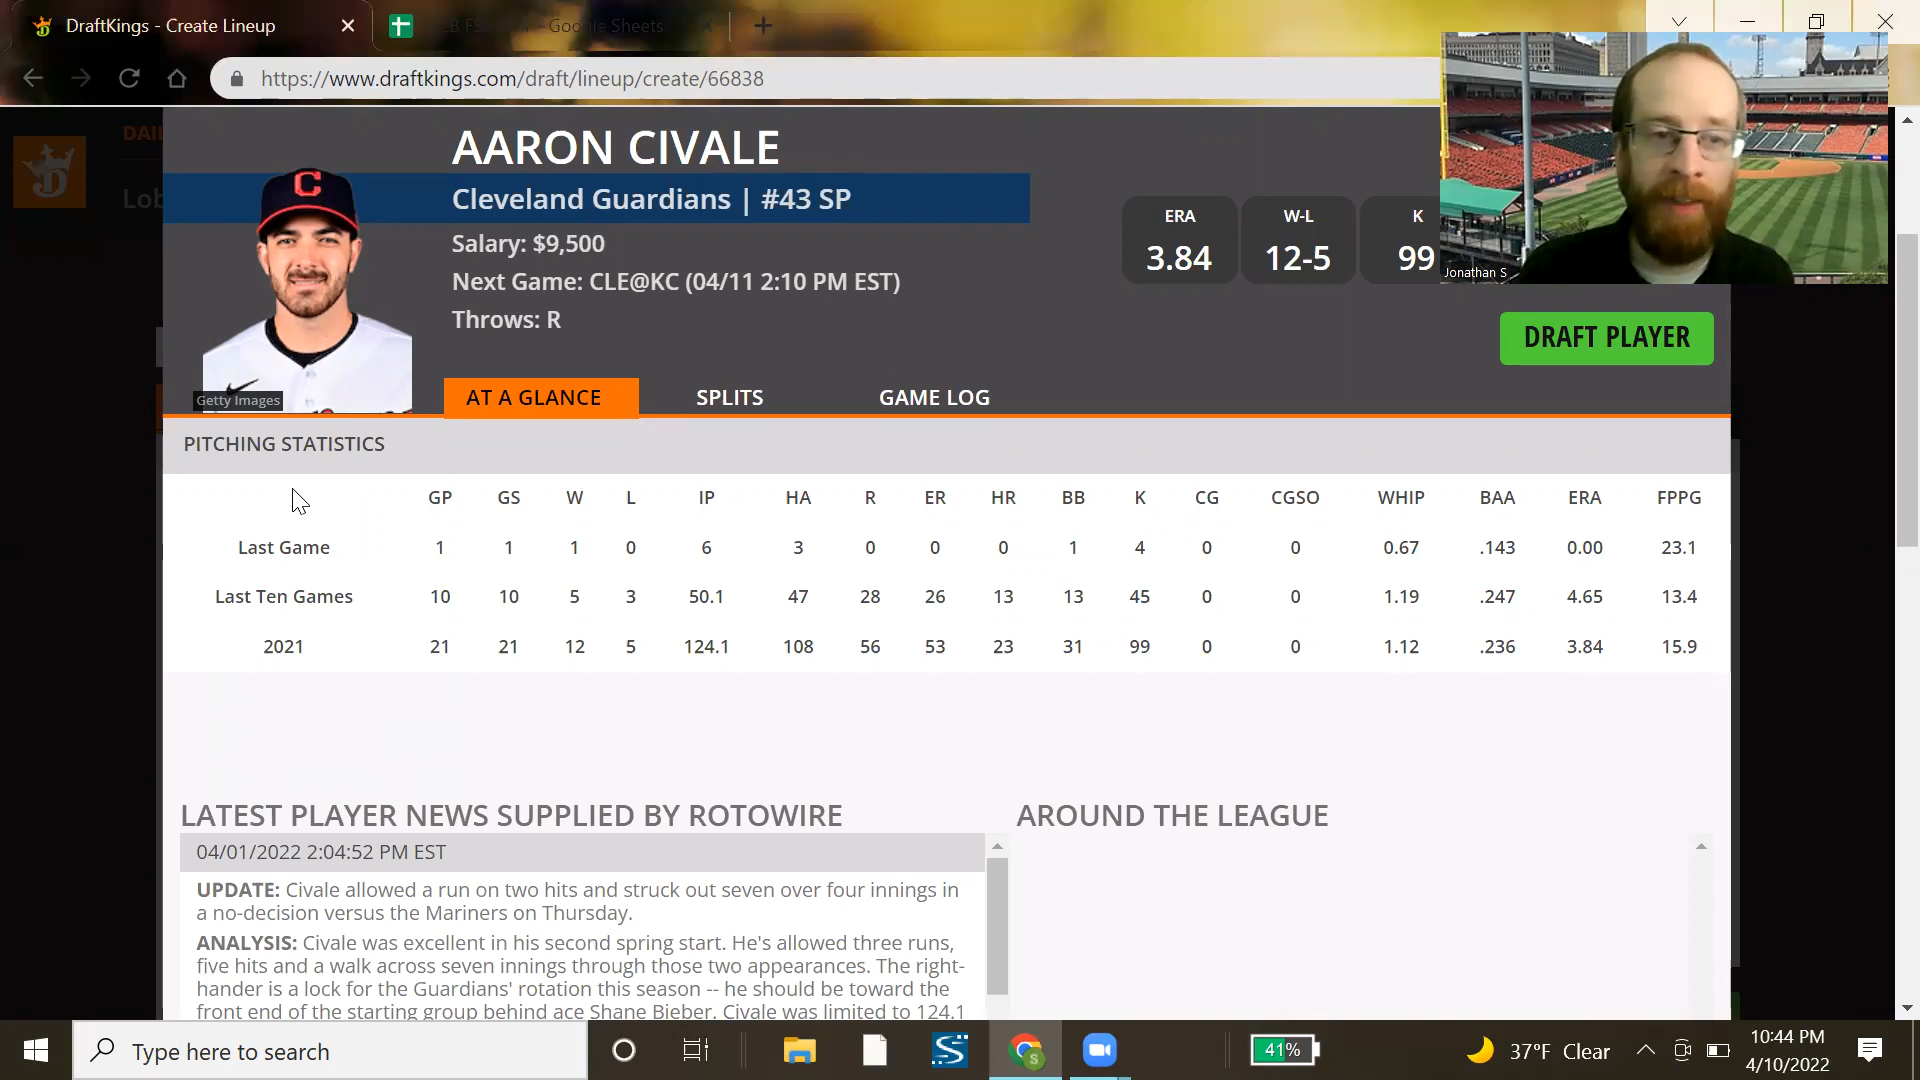 DraftKings - Create Lineup
Google Sheets
https://www.draftkings.com/draft/lineup/create/66838
AARON CIVALE
Cleveland Guardians | #43 SP
Salary: $9,500
Next Game: CLE@KC (04/11 2:10 PM EST)
Throws: R
ERA W-L K
3.84 12-5 99
Jonathan S
DRAFT PLAYER
Getty Images
AT A GLANCE SPLITS GAME LOG
PITCHING STATISTICS
GP GS W L IP HA R ER HR BB K CG CGSO WHIP BAA ERA FPPG
Last Game 1 1 1 0 6 3 0 0 0 1 4 0 0 0.67 .143 0.00 23.1
Last Ten Games 10 10 5 3 50.1 47 28 26 13 13 45 0 0 1.19 .247 4.65 13.4
2021 21 21 12 5 124.1 108 56 53 23 31 99 0 0 1.12 .236 3.84 15.9
LATEST PLAYER NEWS SUPPLIED BY ROTOWIRE
AROUND THE LEAGUE
04/01/2022 2:04:52 PM EST
UPDATE: Civale allowed a run on two hits and struck out seven over four innings in
a no-decision versus the Mariners on Thursday.
ANALYSIS: Civale was excellent in his second spring start. He's allowed three runs,
five hits and a walk across seven innings through those two appearances. The right-
hander is a lock for the Guardians' rotation this season -- he should be toward the
front end of the starting group behind ace Shane Bieber. Civale was limited to 124.1
Type here to search
41%
37°F Clear
10:44 PM
4/10/2022